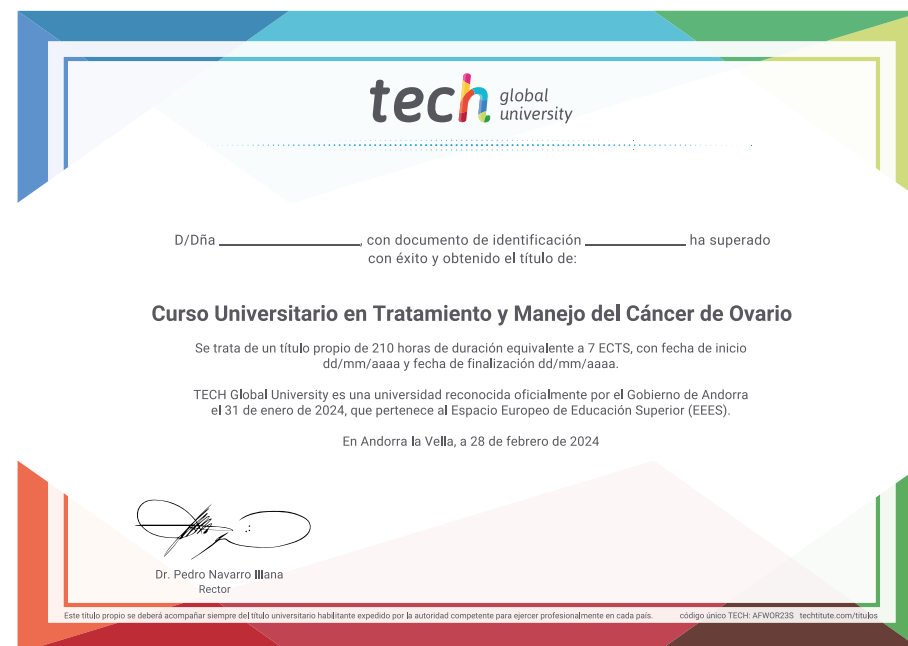 tech global university
D/Dña ____________________, con documento de identificación ______________ ha superado
con éxito y obtenido el título de:
Curso Universitario en Tratamiento y Manejo del Cáncer de Ovario
Se trata de un título propio de 210 horas de duración equivalente a 7 ECTS, con fecha de inicio
dd/mm/aaaa y fecha de finalización dd/mm/aaaa.
TECH Global University es una universidad reconocida oficialmente por el Gobierno de Andorra
el 31 de enero de 2024, que pertenece al Espacio Europeo de Educación Superior (EEES).
En Andorra la Vella, a 28 de febrero de 2024
Dr. Pedro Navarro Illana
Rector
Este título propio se deberá acompañar siempre del título universitario habilitante expedido por la autoridad competente para ejercer profesionalmente en cada país. código único TECH: AFWOR23S techtitute.com/titulos